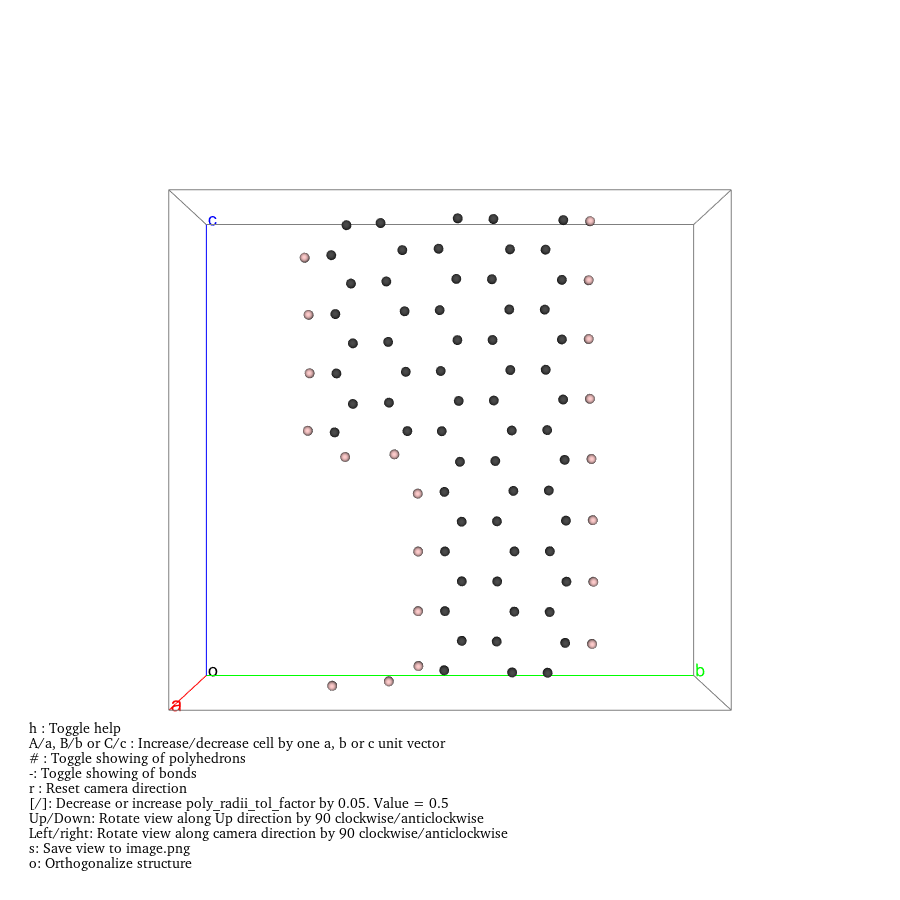 c
o
b
a
h : Toggle help
A/a, B/b or C/c : Increase/decrease cell by one a, b or c unit vector
# : Toggle showing of polyhedrons
-: Toggle showing of bonds
r : Reset camera direction
[/]: Decrease or increase poly_radii_tol_factor by 0.05. Value = 0.5
Up/Down: Rotate view along Up direction by 90 clockwise/anticlockwise
Left/right: Rotate view along camera direction by 90 clockwise/anticlockwise
s: Save view to image.png
o: Orthogonalize structure